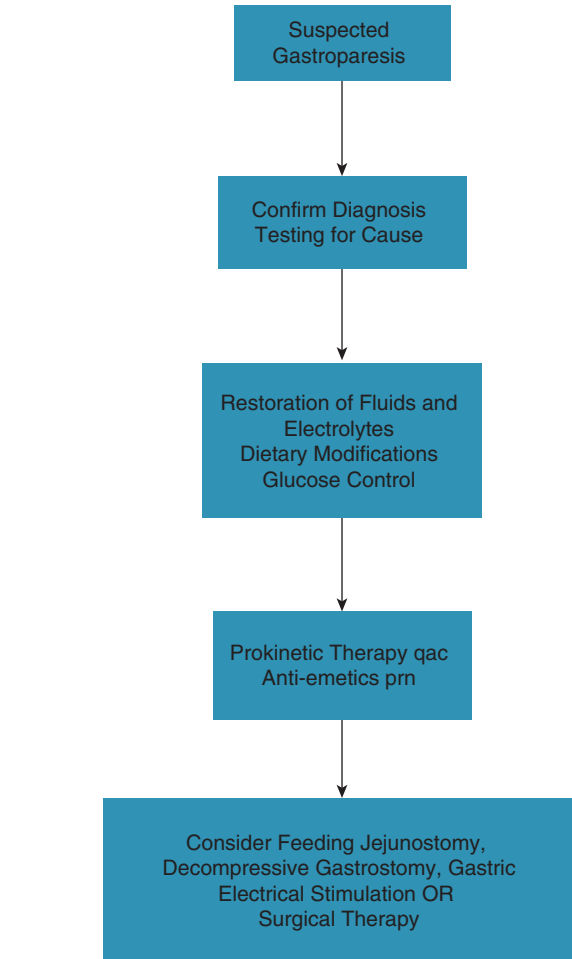 Suspected
Gastroparesis
Confirm Diagnosis
Testing for Cause
Restoration of Fluids and
Electrolytes
Dietary Modifications
Glucose Control
Prokinetic Therapy qac
Anti-emetics prn
Consider Feeding Jejunostomy,
Decompressive Gastrostomy, Gastric
Electrical Stimulation OR
Surgical Therapy